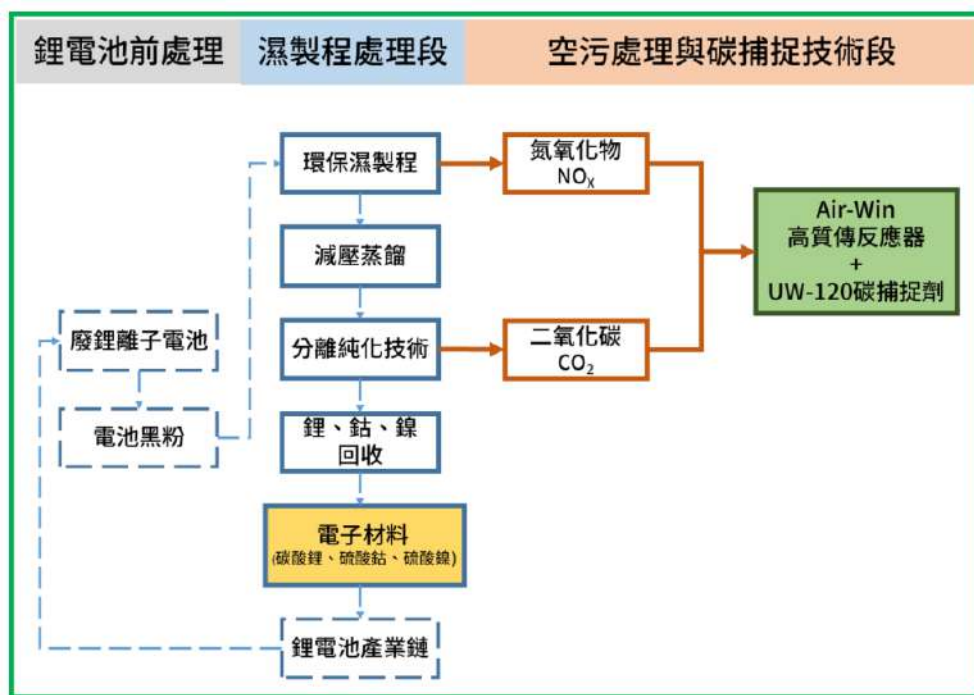 鋰電池前處理
濕製程處理段
空污處理與碳捕捉技術段
廢鋰離子電池
電池黑粉
環保濕製程
減壓蒸餾
分離純化技術
鋰、鈷、鎳
回收
電子材料
(碳酸鋰、硫酸鈷、硫酸鎳)
鋰電池產業鏈
氮氧化物
NOX
二氧化碳
CO2
Air-Win
高質傳反應器
+
UW-120碳捕捉劑